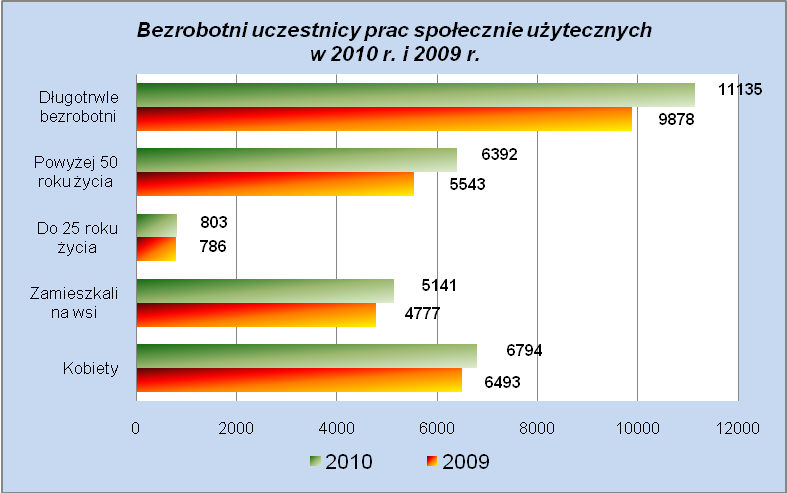 Bezrobotni uczestnicy prac społecznie użytecznych
w 2010 r. i 2009 r.
Długotrwle
bezrobotni
11135
9878
Powyżej 50
roku życia
6392
5543
Do 25 roku
życia
803
786
Zamieszkali
na wsi
5141
4777
Kobiety
6794
6493
0 2000 4000 6000 8000 10000 12000
2010 2009